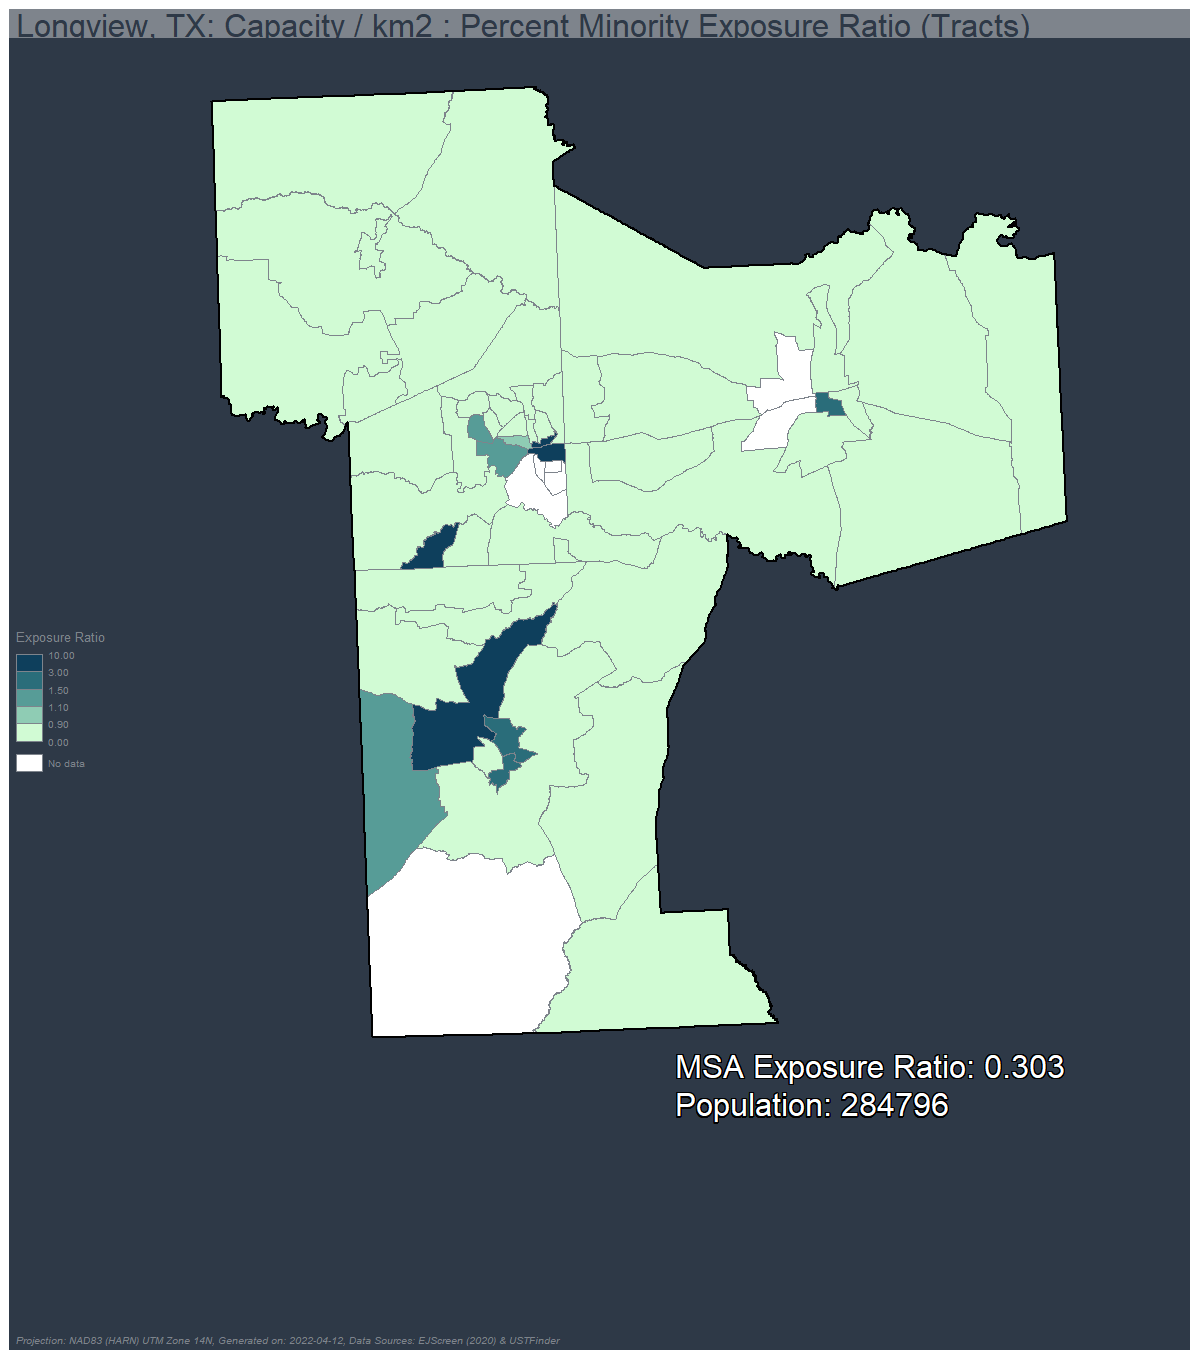 Longview, TX: Capacity / km2 : Percent Minority Exposure Ratio (Tracts)
Exposure Ratio
10.00
3.00
1.50
1.10
0.90
0.00
No data
MSA Exposure Ratio: 0.303
Population: 284796
Projection: NAD83 (HARN) UTM Zone 14N, Generated on: 2022-04-12, Data Sources: EJScreen (2020) & USTFinder